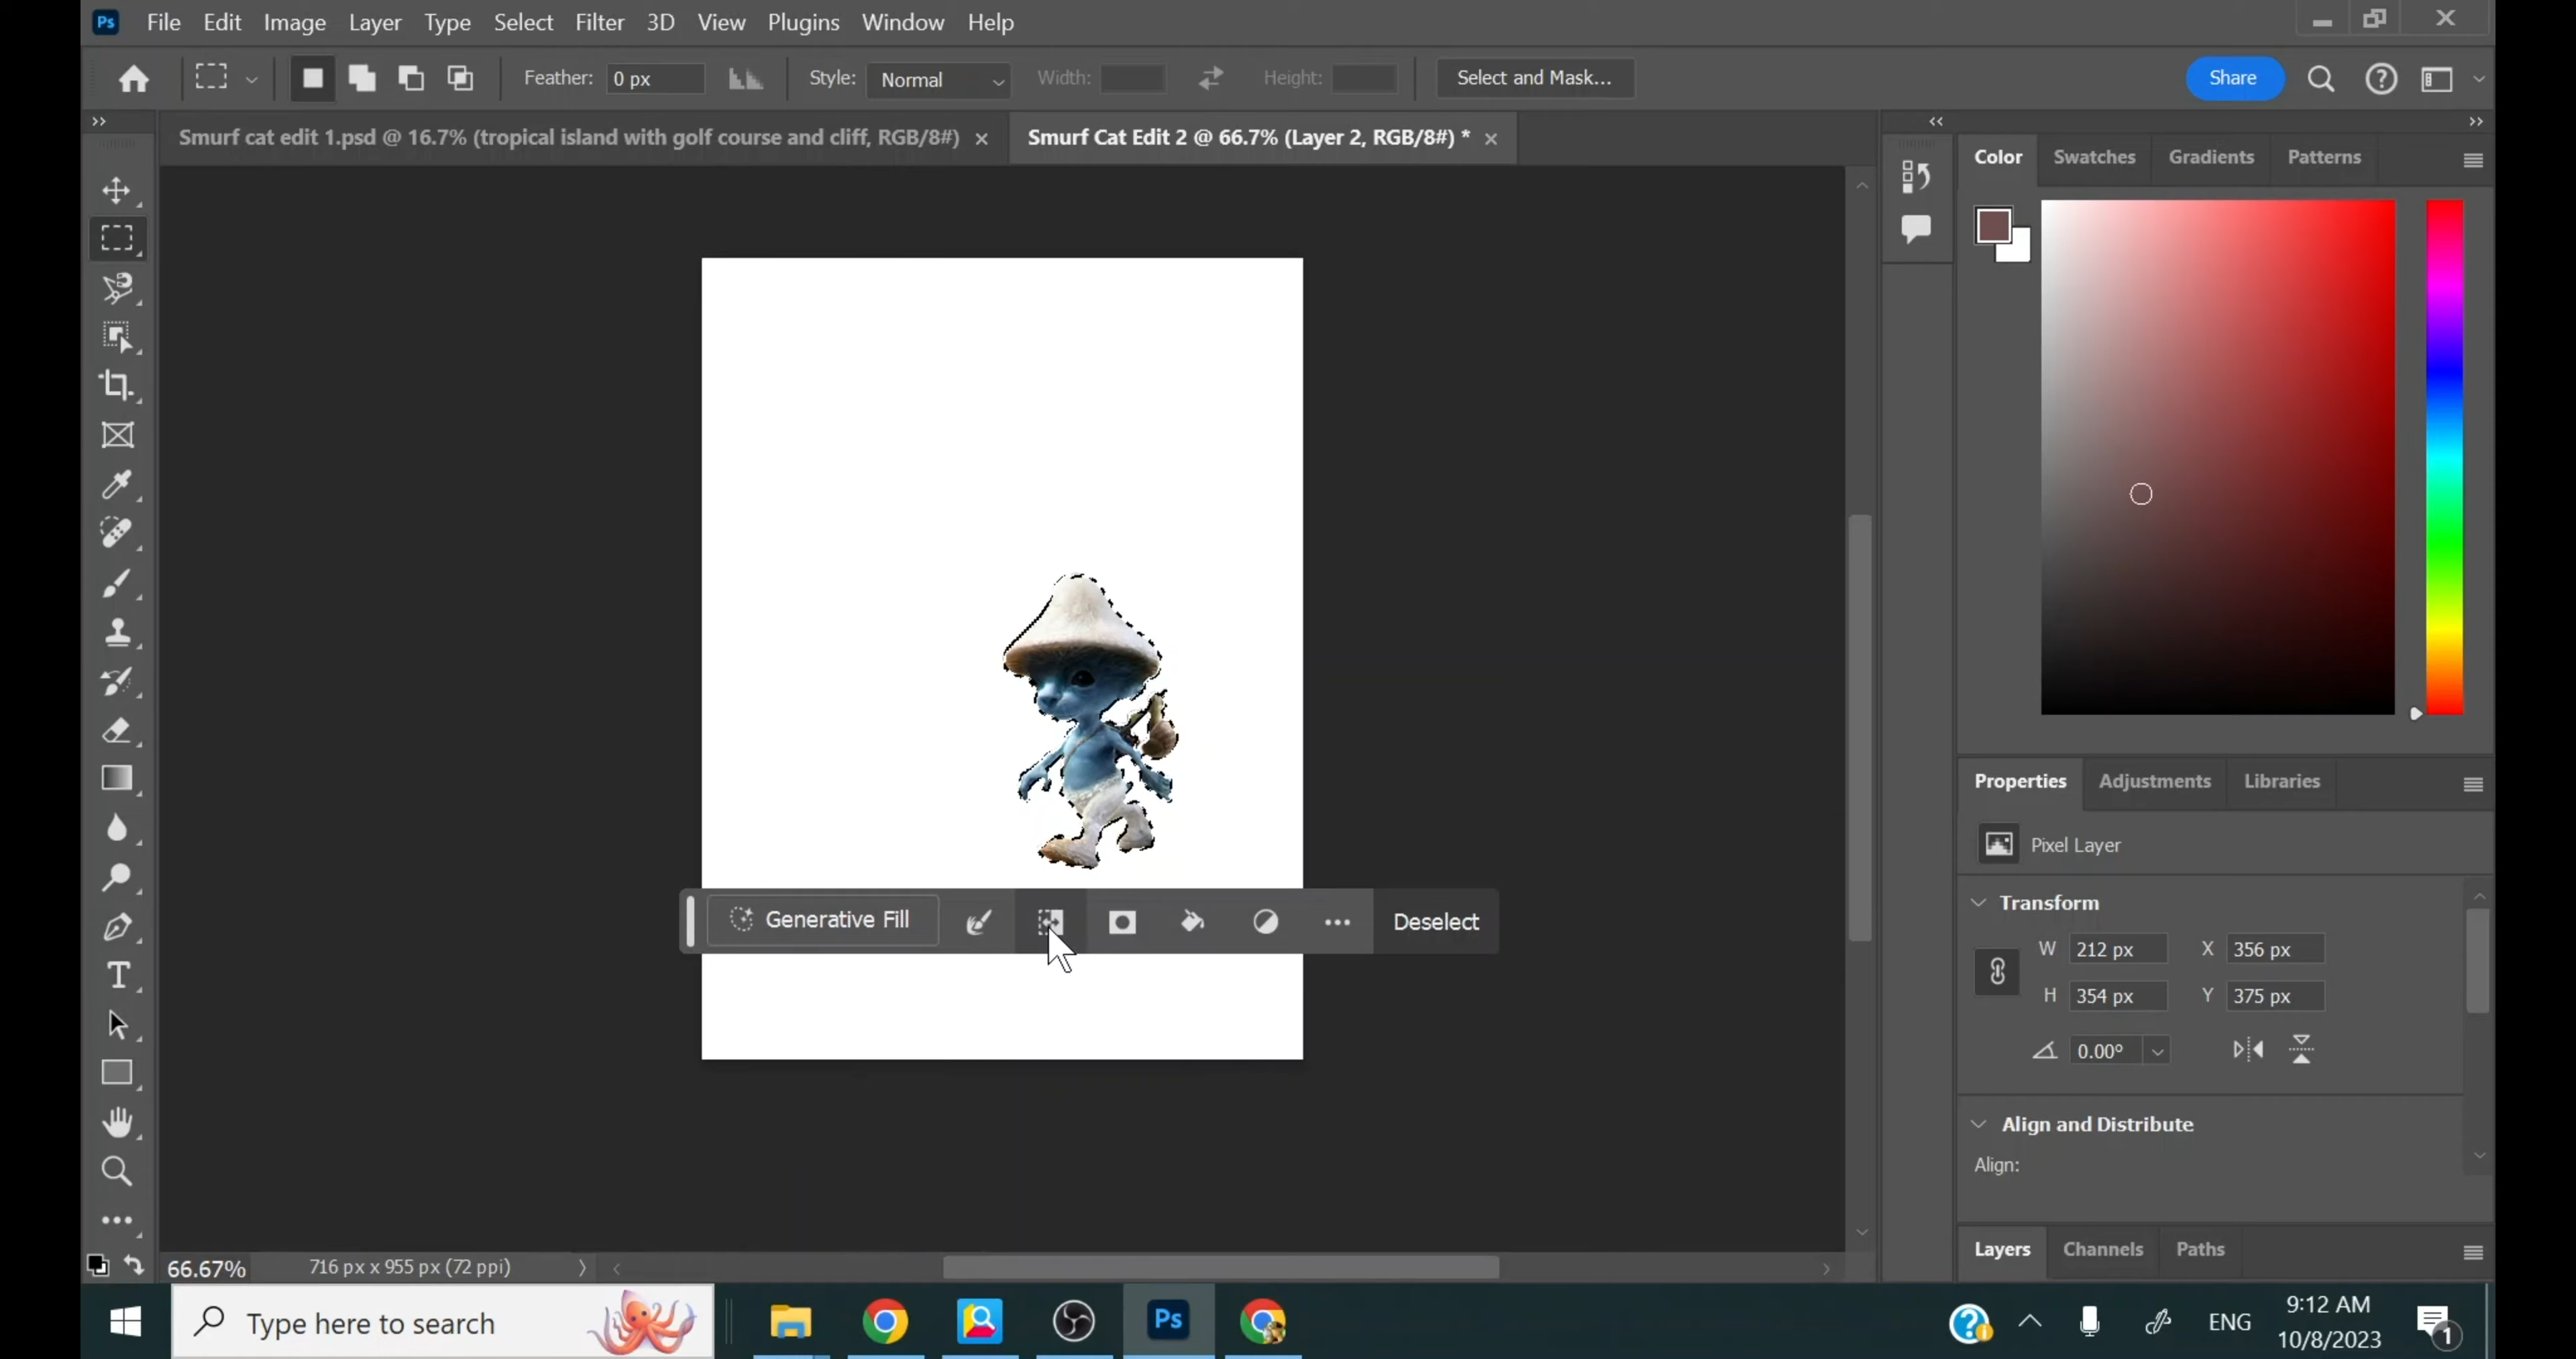 Ps File Edit Image Layer Type Select Filter 3D View Plugins Window Help
Feather: 0 px Style: Normal Width: Height: Select and Mask... Share
Smurf cat edit 1.psd @ 16.7% (tropical island with golf course and cliff, RGB/8#) × Smurf Cat Edit 2 @ 66.7% (Layer 2, RGB/8#) * ×
Color Swatches Gradients Patterns
Properties Adjustments Libraries
Pixel Layer
Transform
W 212 px X 356 px
H 354 px Y 375 px
0.00°
Align and Distribute
Align:
Generative Fill Deselect
Layers Channels Paths
66.67% 716 px x 955 px (72 ppi)
Type here to search
Ps
ENG
9:12 AM
10/8/2023
1